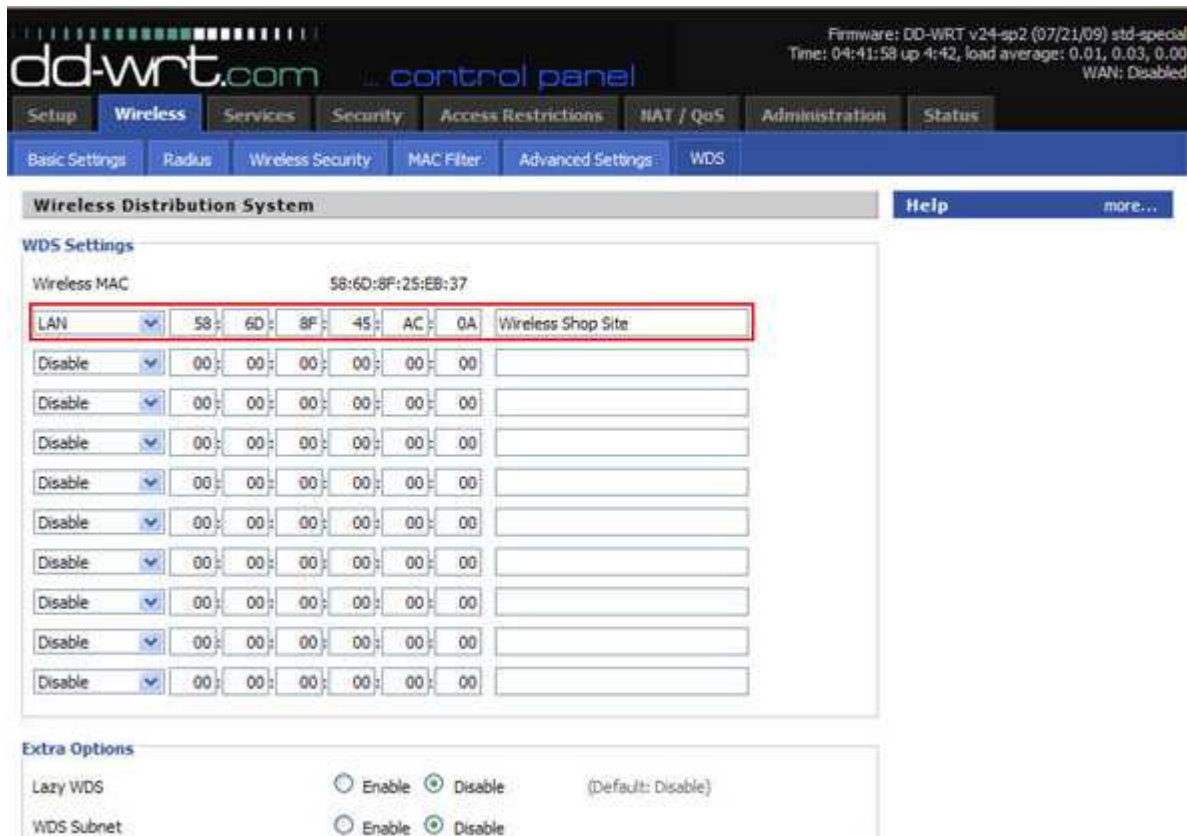 Firmware: DD-WRT v24-sp2 (07/21/09) std-special
Time: 04:41:58 up 4:42, load average: 0.01, 0.03, 0.00
WAN: Disabled
dd-wrt.com ... control panel
Setup Wireless Services Security Access Restrictions NAT / QoS Administration Status
Basic Settings Radius Wireless Security MAC Filter Advanced Settings WDS
Wireless Distribution System Help more...
WDS Settings
Wireless MAC 58:6D:8F:25:EB:37
LAN 58 : 6D : 8F : 45 : AC : 0A Wireless Shop Site
Disable 00 : 00 : 00 : 00 : 00 : 00
Disable 00 : 00 : 00 : 00 : 00 : 00
Disable 00 : 00 : 00 : 00 : 00 : 00
Disable 00 : 00 : 00 : 00 : 00 : 00
Disable 00 : 00 : 00 : 00 : 00 : 00
Disable 00 : 00 : 00 : 00 : 00 : 00
Disable 00 : 00 : 00 : 00 : 00 : 00
Disable 00 : 00 : 00 : 00 : 00 : 00
Disable 00 : 00 : 00 : 00 : 00 : 00
Extra Options
Lazy WDS Enable Disable (Default: Disable)
WDS Subnet Enable Disable